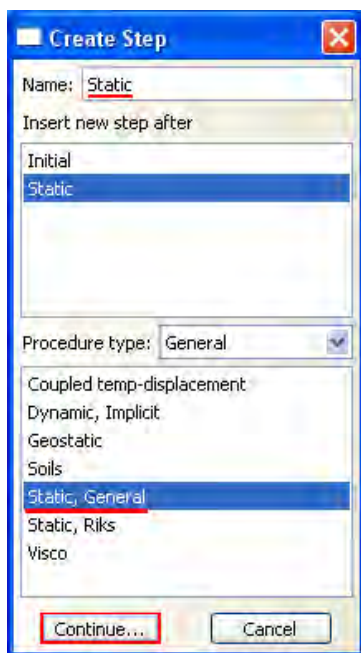 Create Step
Name: Static
Insert new step after
Initial
Static
Procedure type: General
Coupled temp-displacement
Dynamic, Implicit
Geostatic
Soils
Static, General
Static, Riks
Visco
Continue... Cancel